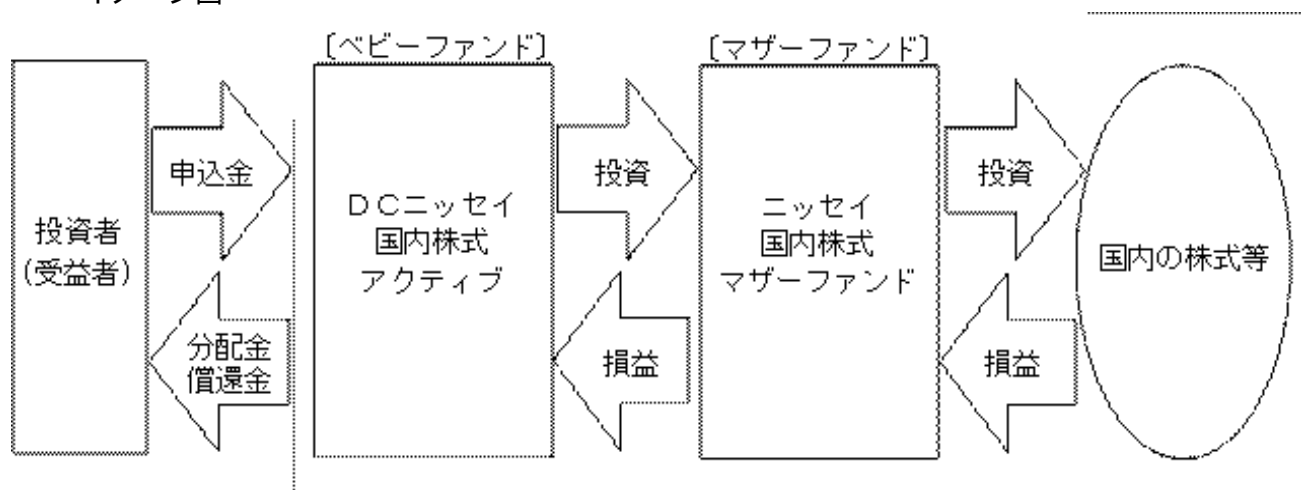 〔ベビーファンド〕
〔マザーファンド〕
投資者
(受益者)
申込金
分配金
償還金
ＤＣニッセイ
国内株式
アクティブ
投資
損益
ニッセイ
国内株式
マザーファンド
投資
損益
国内の株式等